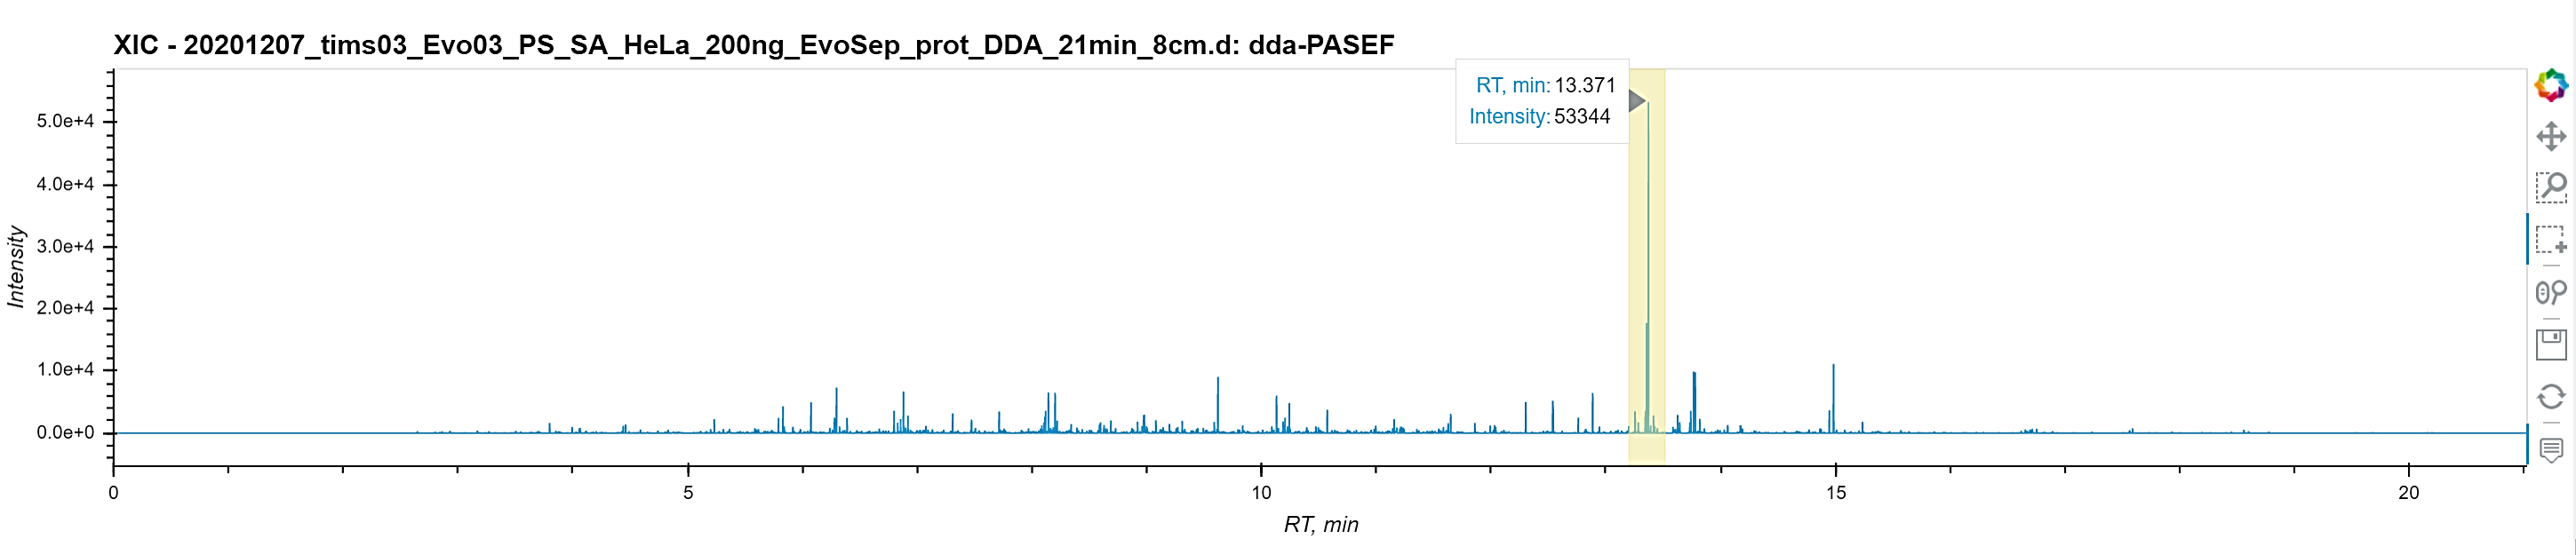 XIC - 20201207_tims03_Evo03_PS_SA_HeLa_200ng_EvoSep_prot_DDA_21min_8cm.d: dda-PASEF
RT, min: 13.371
Intensity: 53344
5.0e+4
4.0e+4
3.0e+4
2.0e+4
1.0e+4
0.0e+0
Intensity
0 5 10 15 20
RT, min